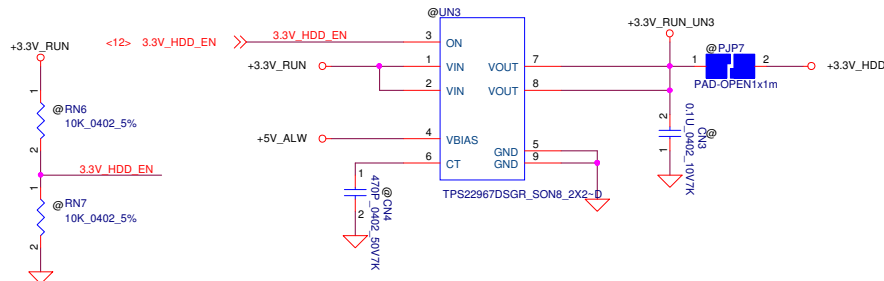 @UN3
+3.3V_RUN
<12> 3.3V_HDD_EN
3.3V_HDD_EN
3
ON
+3.3V_RUN
1
VIN
2
VIN
VOUT
7
VOUT
8
+3.3V_RUN_UN3
@PJP7
1
2
+3.3V_HDD
PAD-OPEN1x1m
1
@RN6
10K_0402_5%
2
3.3V_HDD_EN
1
@RN7
10K_0402_5%
2
+5V_ALW
4
VBIAS
6
CT
GND
5
GND
9
TPS22967DSGR_SON8_2X2~D
1
2
@CN4
470P_0402_50V7K
2
1
@
CN3
0.1U_0402_10V7K